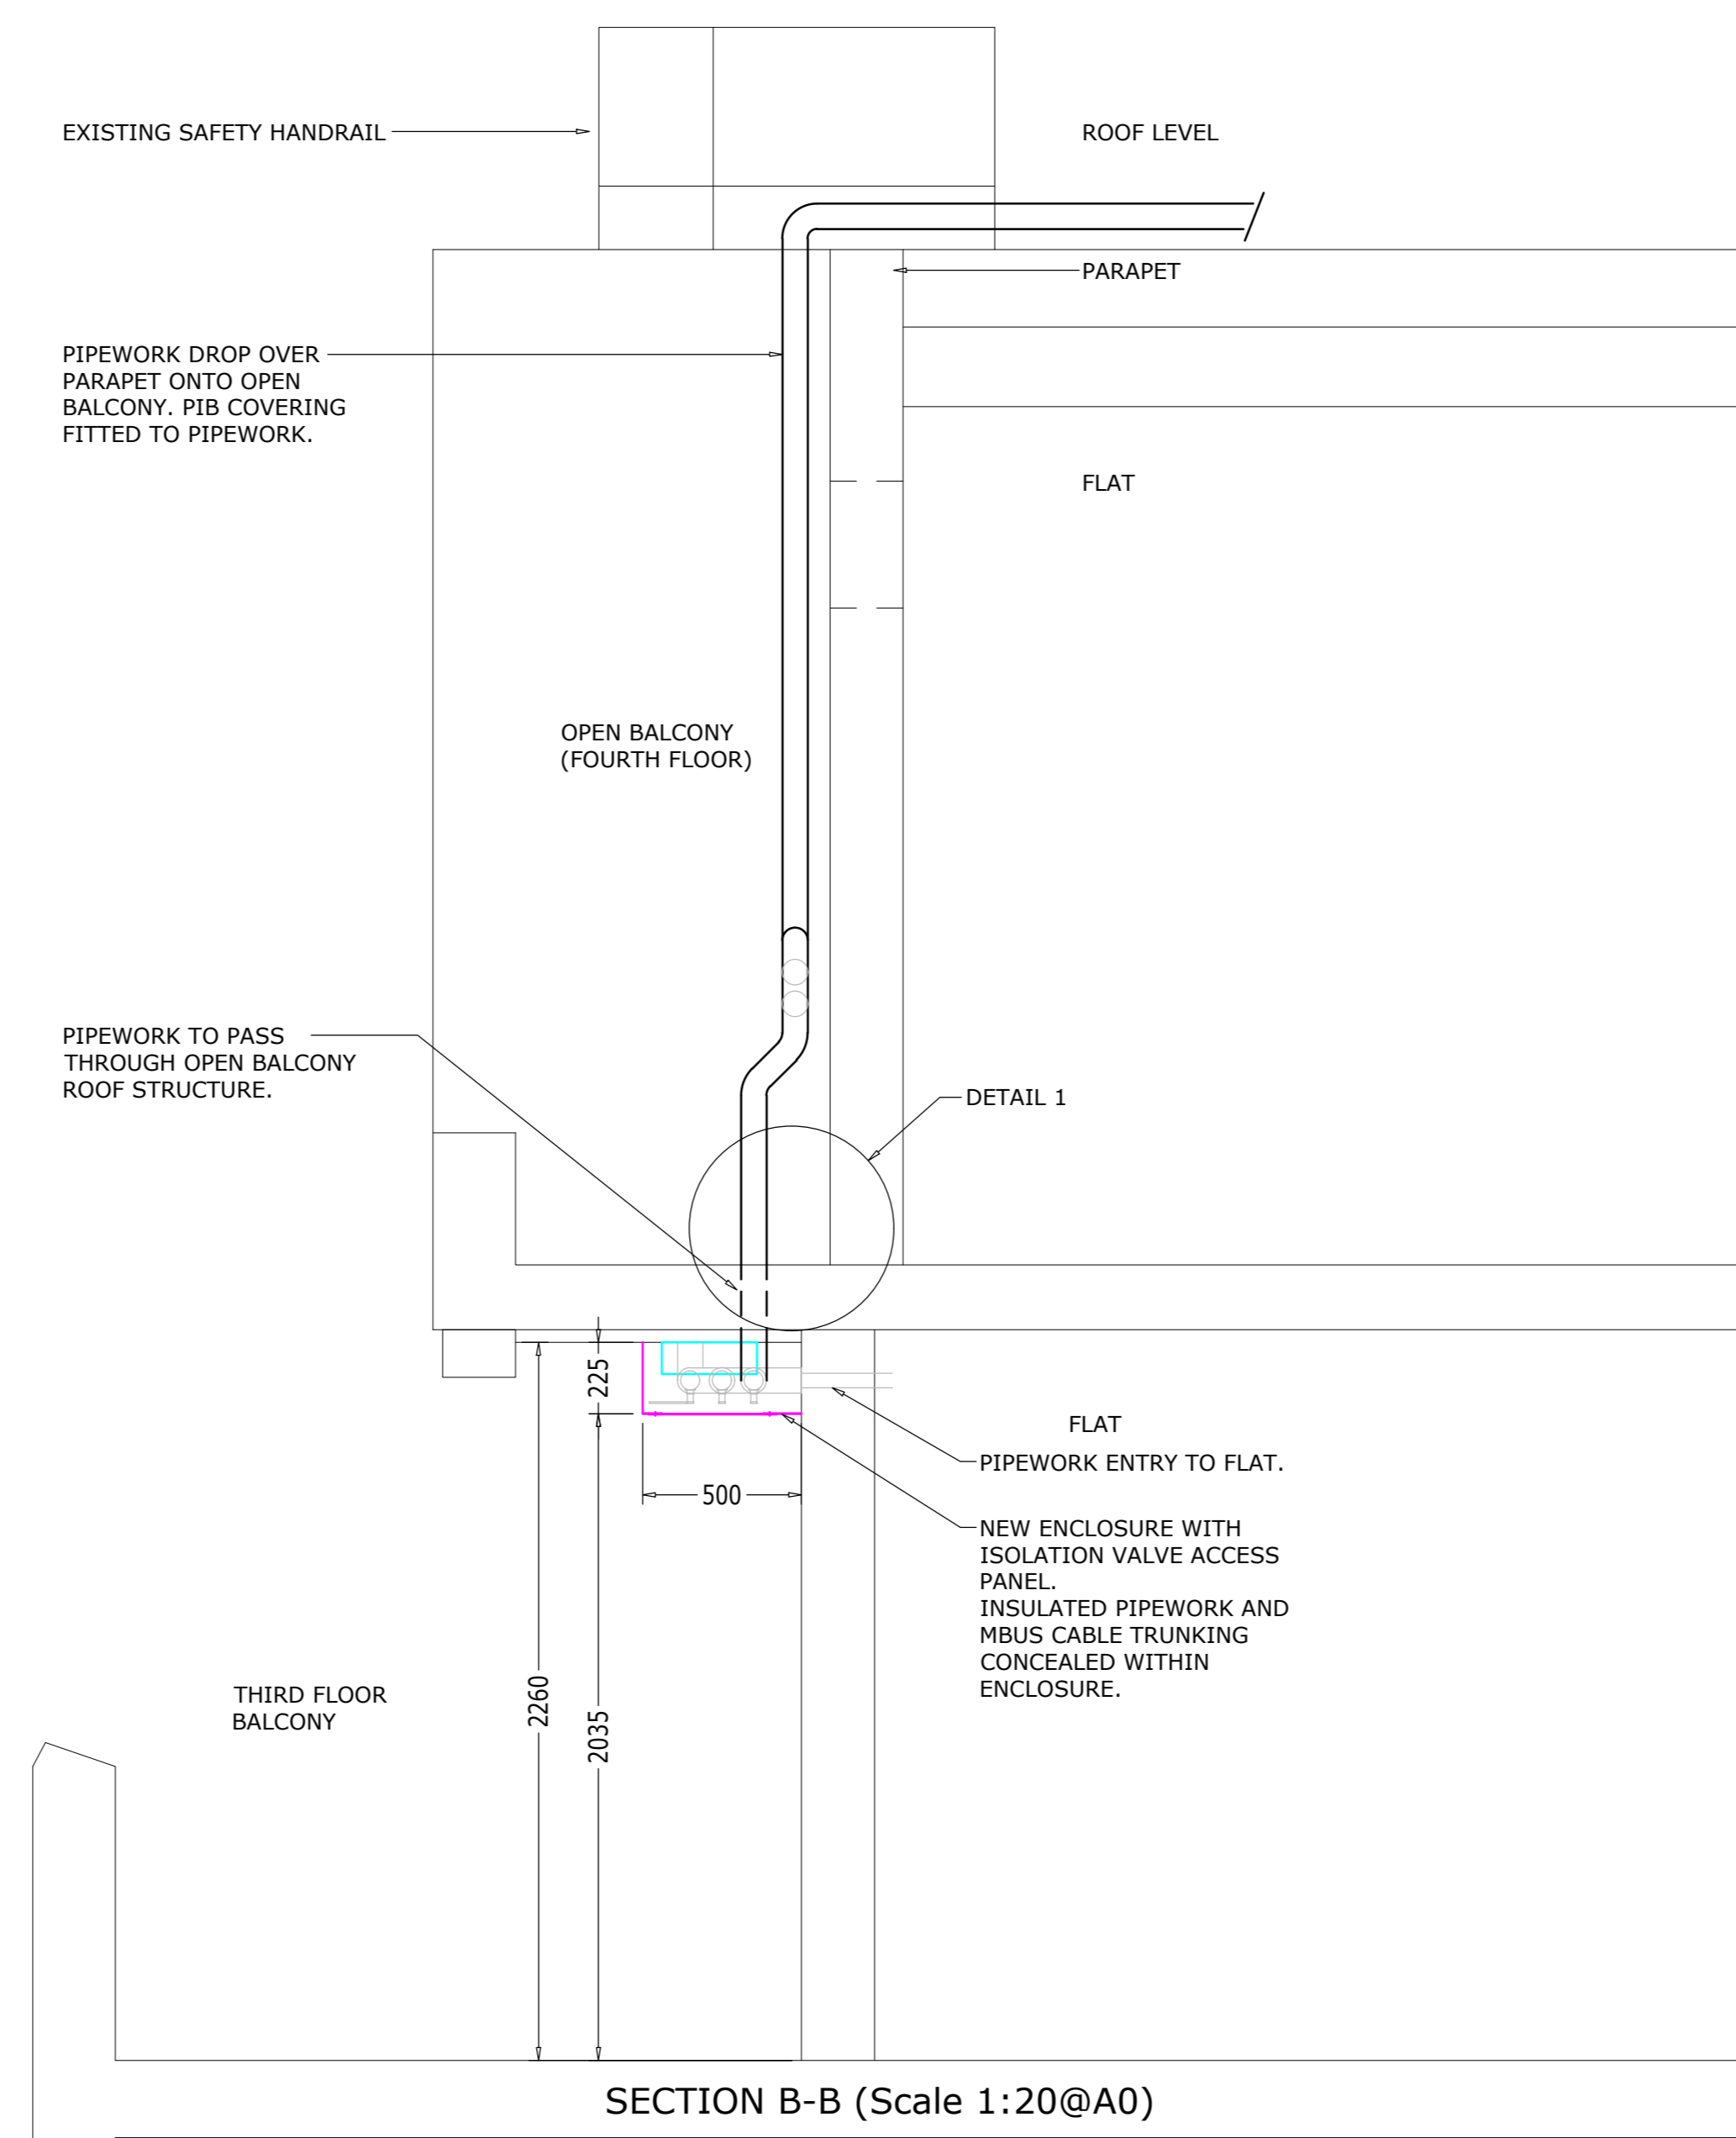 EXISTING SAFETY HANDRAIL
ROOF LEVEL
PARAPET
PIPEWORK DROP OVER
PARAPET ONTO OPEN
BALCONY. PIB COVERING
FITTED TO PIPEWORK.
FLAT
OPEN BALCONY
(FOURTH FLOOR)
PIPEWORK TO PASS
THROUGH OPEN BALCONY
ROOF STRUCTURE.
DETAIL 1
225
500
FLAT
PIPEWORK ENTRY TO FLAT.
NEW ENCLOSURE WITH
ISOLATION VALVE ACCESS
PANEL.
INSULATED PIPEWORK AND
MBUS CABLE TRUNKING
CONCEALED WITHIN
ENCLOSURE.
2260
2035
THIRD FLOOR
BALCONY
SECTION B-B (Scale 1:20@A0)